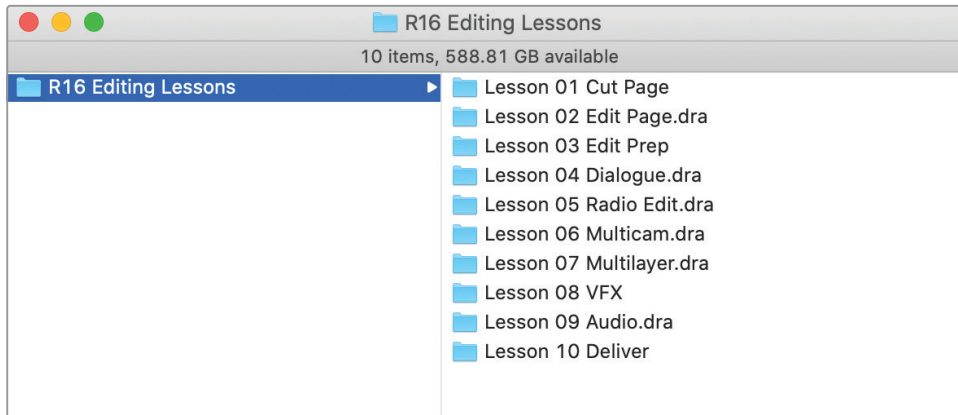 R16 Editing Lessons
10 items, 588.81 GB available
R16 Editing Lessons
Lesson 01 Cut Page
Lesson 02 Edit Page.dra
Lesson 03 Edit Prep
Lesson 04 Dialogue.dra
Lesson 05 Radio Edit.dra
Lesson 06 Multicam.dra
Lesson 07 Multilayer.dra
Lesson 08 VFX
Lesson 09 Audio.dra
Lesson 10 Deliver